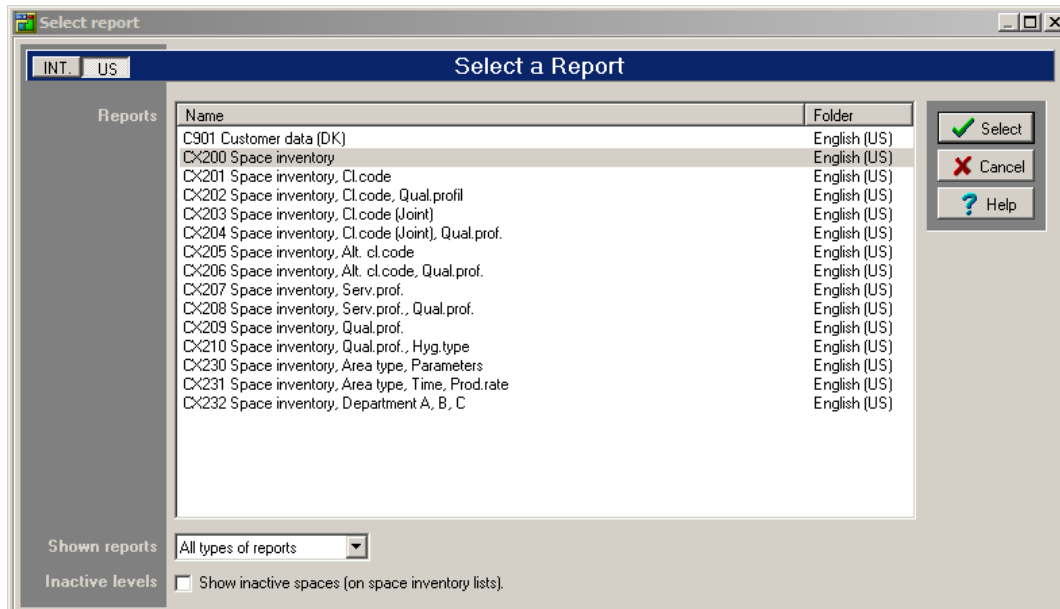 Select report
INT. US Select a Report
Reports
Name Folder
C901 Customer data (DK) English (US)
CX200 Space inventory English (US)
CX201 Space inventory, Cl.code English (US)
CX202 Space inventory, Cl.code, Qual.profil English (US)
CX203 Space inventory, Cl.code (Joint) English (US)
CX204 Space inventory, Cl.code (Joint), Qual.prof. English (US)
CX205 Space inventory, Alt. cl.code English (US)
CX206 Space inventory, Alt. cl.code, Qual.prof. English (US)
CX207 Space inventory, Serv.prof. English (US)
CX208 Space inventory, Serv.prof., Qual.prof. English (US)
CX209 Space inventory, Qual.prof. English (US)
CX210 Space inventory, Qual.prof., Hyg.type English (US)
CX230 Space inventory, Area type, Parameters English (US)
CX231 Space inventory, Area type, Time, Prod.rate English (US)
CX232 Space inventory, Department A, B, C English (US)
Select
Cancel
Help
Shown reports All types of reports
Inactive levels Show inactive spaces (on space inventory lists).